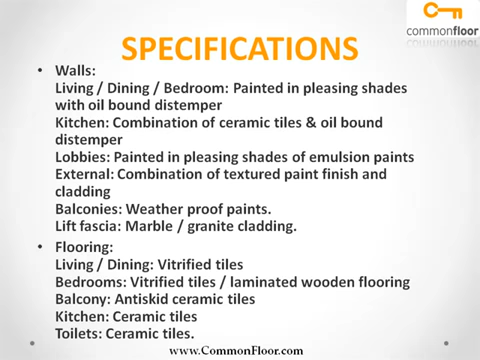 commonfloor
SPECIFICATIONS
• Walls:
Living / Dining / Bedroom: Painted in pleasing shades
with oil bound distemper
Kitchen: Combination of ceramic tiles & oil bound
distemper
Lobbies: Painted in pleasing shades of emulsion paints
External: Combination of textured paint finish and
cladding
Balconies: Weather proof paints.
Lift fascia: Marble / granite cladding.
• Flooring:
Living / Dining: Vitrified tiles
Bedrooms: Vitrified tiles / laminated wooden flooring
Balcony: Antiskid ceramic tiles
Kitchen: Ceramic tiles
Toilets: Ceramic tiles.
www.CommonFloor.com